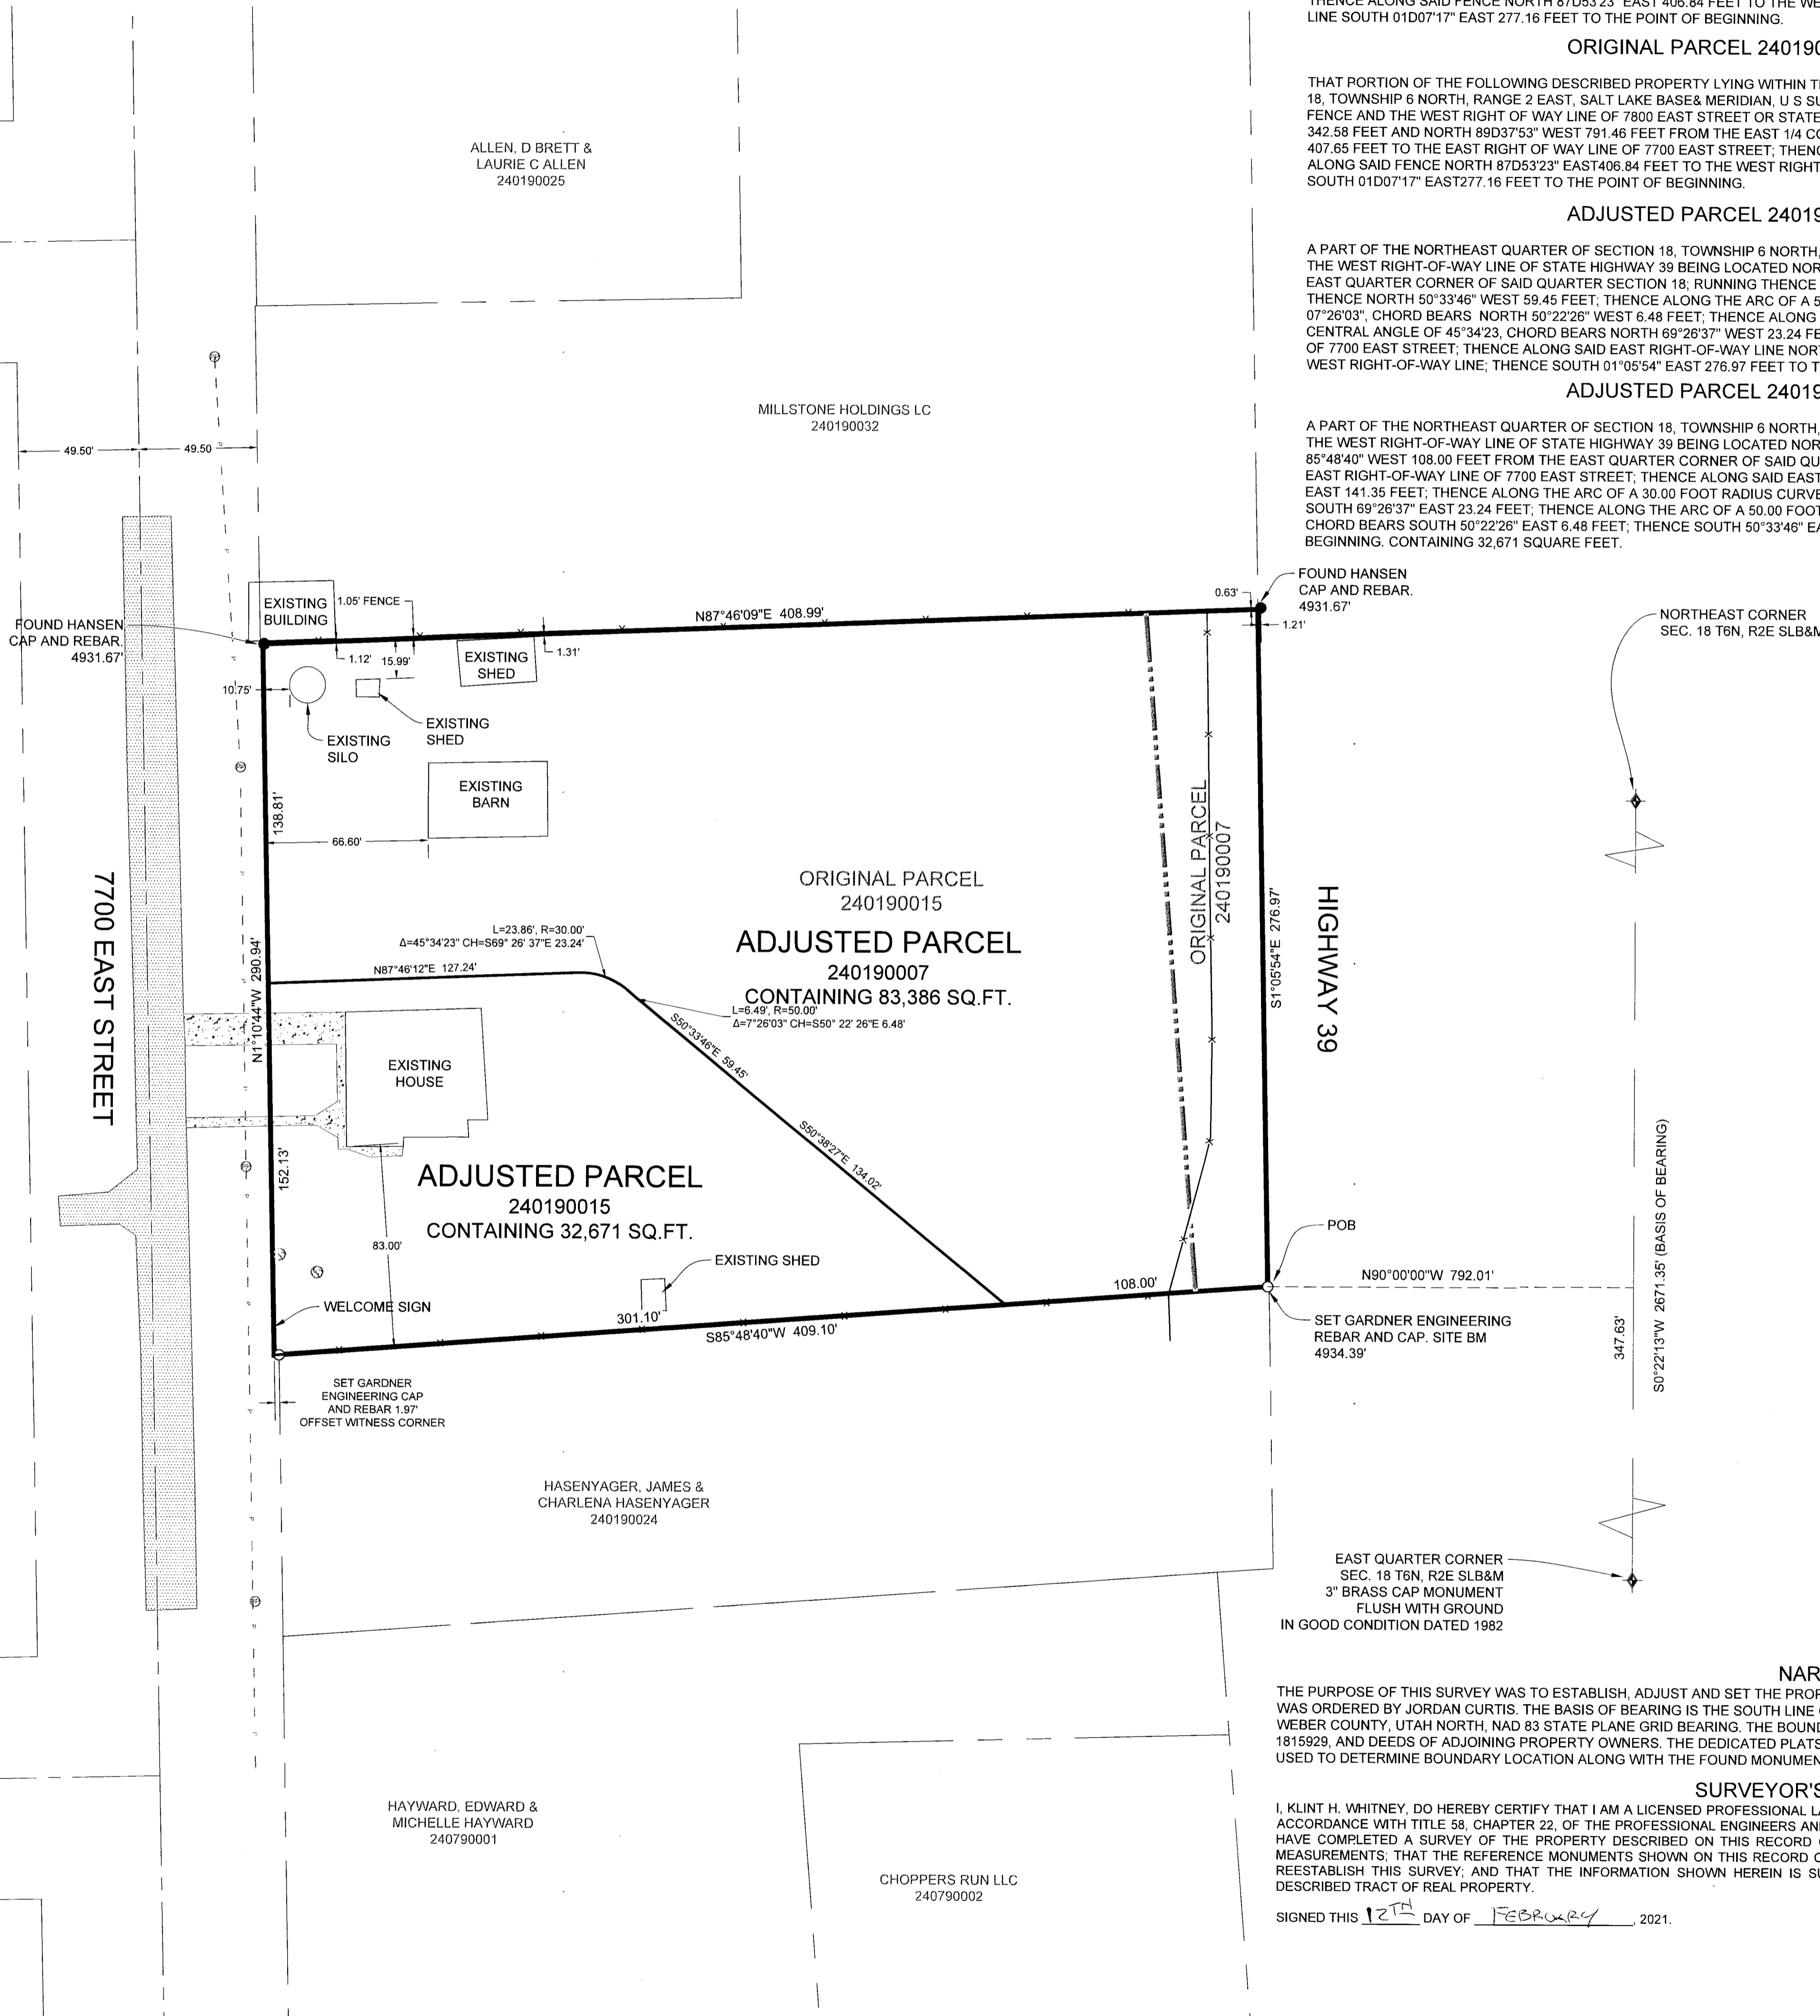 THENCE ALONG SAID FENCE NORTH 87D53'23" EAST 406.84 FEET TO THE WE
LINE SOUTH 01D07'17" EAST 277.16 FEET TO THE POINT OF BEGINNING.
ORIGINAL PARCEL 240190
THAT PORTION OF THE FOLLOWING DESCRIBED PROPERTY LYING WITHIN T
18, TOWNSHIP 6 NORTH, RANGE 2 EAST, SALT LAKE BASE& MERIDIAN, U S SU
FENCE AND THE WEST RIGHT OF WAY LINE OF 7800 EAST STREET OR STATE
342.58 FEET AND NORTH 89D37'53" WEST 791.46 FEET FROM THE EAST 1/4 CO
407.65 FEET TO THE EAST RIGHT OF WAY LINE OF 7700 EAST STREET; THENC
ALONG SAID FENCE NORTH 87D53'23" EAST406.84 FEET TO THE WEST RIGHT
SOUTH 01D07'17" EAST277.16 FEET TO THE POINT OF BEGINNING.
ADJUSTED PARCEL 24019
A PART OF THE NORTHEAST QUARTER OF SECTION 18, TOWNSHIP 6 NORTH,
THE WEST RIGHT-OF-WAY LINE OF STATE HIGHWAY 39 BEING LOCATED NOR
EAST QUARTER CORNER OF SAID QUARTER SECTION 18; RUNNING THENCE
THENCE NORTH 50°33'46" WEST 59.45 FEET; THENCE ALONG THE ARC OF A 5
07°26'03", CHORD BEARS NORTH 50°22'26" WEST 6.48 FEET; THENCE ALONG
CENTRAL ANGLE OF 45°34'23, CHORD BEARS NORTH 69°26'37" WEST 23.24 FE
OF 7700 EAST STREET; THENCE ALONG SAID EAST RIGHT-OF-WAY LINE NOR
WEST RIGHT-OF-WAY LINE; THENCE SOUTH 01°05'54" EAST 276.97 FEET TO T
ADJUSTED PARCEL 24019
A PART OF THE NORTHEAST QUARTER OF SECTION 18, TOWNSHIP 6 NORTH,
THE WEST RIGHT-OF-WAY LINE OF STATE HIGHWAY 39 BEING LOCATED NOR
85°48'40" WEST 108.00 FEET FROM THE EAST QUARTER CORNER OF SAID QU
EAST RIGHT-OF-WAY LINE OF 7700 EAST STREET; THENCE ALONG SAID EAST
EAST 141.35 FEET; THENCE ALONG THE ARC OF A 30.00 FOOT RADIUS CURVE
SOUTH 69°26'37" EAST 23.24 FEET; THENCE ALONG THE ARC OF A 50.00 FOOT
CHORD BEARS SOUTH 50°22'26" EAST 6.48 FEET; THENCE SOUTH 50°33'46" EA
BEGINNING. CONTAINING 32,671 SQUARE FEET.
ALLEN, D BRETT &
LAURIE C ALLEN
240190025
MILLSTONE HOLDINGS LC
240190032
49.50'
49.50
FOUND HANSEN
CAP AND REBAR.
4931.67'
EXISTING
BUILDING
1.05' FENCE
N87°46'09"E 408.99'
0.63'
FOUND HANSEN
CAP AND REBAR.
4931.67'
1.21'
NORTHEAST CORNER
SEC. 18 T6N, R2E SLB&M
1.12'
15.99'
EXISTING
SHED
1.31'
10.75'
EXISTING
SILO
EXISTING
SHED
EXISTING
BARN
138.81'
66.60'
ORIGINAL PARCEL
240190015
ADJUSTED PARCEL
240190007
CONTAINING 83,386 SQ.FT.
ORIGINAL PARCEL
240190007
S1°05'54"E 276.97'
HIGHWAY 39
7700 EAST STREET
N1°10'44"W 290.94'
L=23.86', R=30.00'
Δ=45°34'23" CH=S69° 26' 37"E 23.24'
N87°46'12"E 127.24'
L=6.49', R=50.00'
Δ=7°26'03" CH=S50° 22' 26"E 6.48'
S50°33'46"E 59.45'
S50°38'27"E 134.02'
EXISTING
HOUSE
152.13'
ADJUSTED PARCEL
240190015
CONTAINING 32,671 SQ.FT.
83.00'
EXISTING SHED
WELCOME SIGN
301.10'
S85°48'40"W 409.10'
108.00'
POB
N90°00'00"W 792.01'
SET GARDNER ENGINEERING
REBAR AND CAP. SITE BM
4934.39'
347.63'
S0°22'13"W 2671.35' (BASIS OF BEARING)
SET GARDNER
ENGINEERING CAP
AND REBAR 1.97'
OFFSET WITNESS CORNER
HASENYAGER, JAMES &
CHARLENA HASENYAGER
240190024
EAST QUARTER CORNER
SEC. 18 T6N, R2E SLB&M
3" BRASS CAP MONUMENT
FLUSH WITH GROUND
IN GOOD CONDITION DATED 1982
HAYWARD, EDWARD &
MICHELLE HAYWARD
240790001
CHOPPERS RUN LLC
240790002
NAR
THE PURPOSE OF THIS SURVEY WAS TO ESTABLISH, ADJUST AND SET THE PROP
WAS ORDERED BY JORDAN CURTIS. THE BASIS OF BEARING IS THE SOUTH LINE
WEBER COUNTY, UTAH NORTH, NAD 83 STATE PLANE GRID BEARING. THE BOUND
1815929, AND DEEDS OF ADJOINING PROPERTY OWNERS. THE DEDICATED PLATS
USED TO DETERMINE BOUNDARY LOCATION ALONG WITH THE FOUND MONUMEN
SURVEYOR'S
I, KLINT H. WHITNEY, DO HEREBY CERTIFY THAT I AM A LICENSED PROFESSIONAL LA
ACCORDANCE WITH TITLE 58, CHAPTER 22, OF THE PROFESSIONAL ENGINEERS AN
HAVE COMPLETED A SURVEY OF THE PROPERTY DESCRIBED ON THIS RECORD
MEASUREMENTS; THAT THE REFERENCE MONUMENTS SHOWN ON THIS RECORD O
REESTABLISH THIS SURVEY; AND THAT THE INFORMATION SHOWN HEREIN IS SU
DESCRIBED TRACT OF REAL PROPERTY.
SIGNED THIS 12TH DAY OF FEBRUARY, 2021.